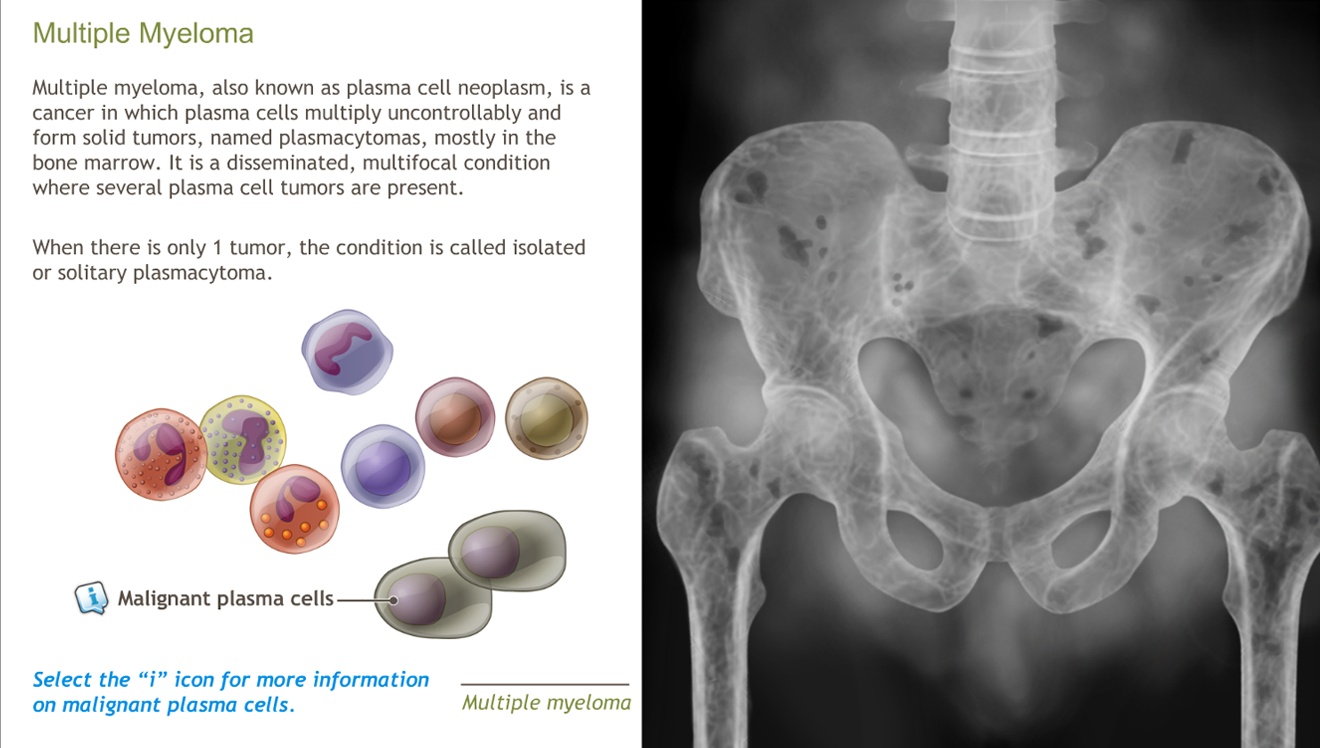 Multiple Myeloma
Multiple myeloma, also known as plasma cell neoplasm, is a
cancer in which plasma cells multiply uncontrollably and
form solid tumors, named plasmacytomas, mostly in the
bone marrow. It is a disseminated, multifocal condition
where several plasma cell tumors are present.
When there is only 1 tumor, the condition is called isolated
or solitary plasmacytoma.
i Malignant plasma cells
Select the “i” icon for more information
on malignant plasma cells.
Multiple myeloma